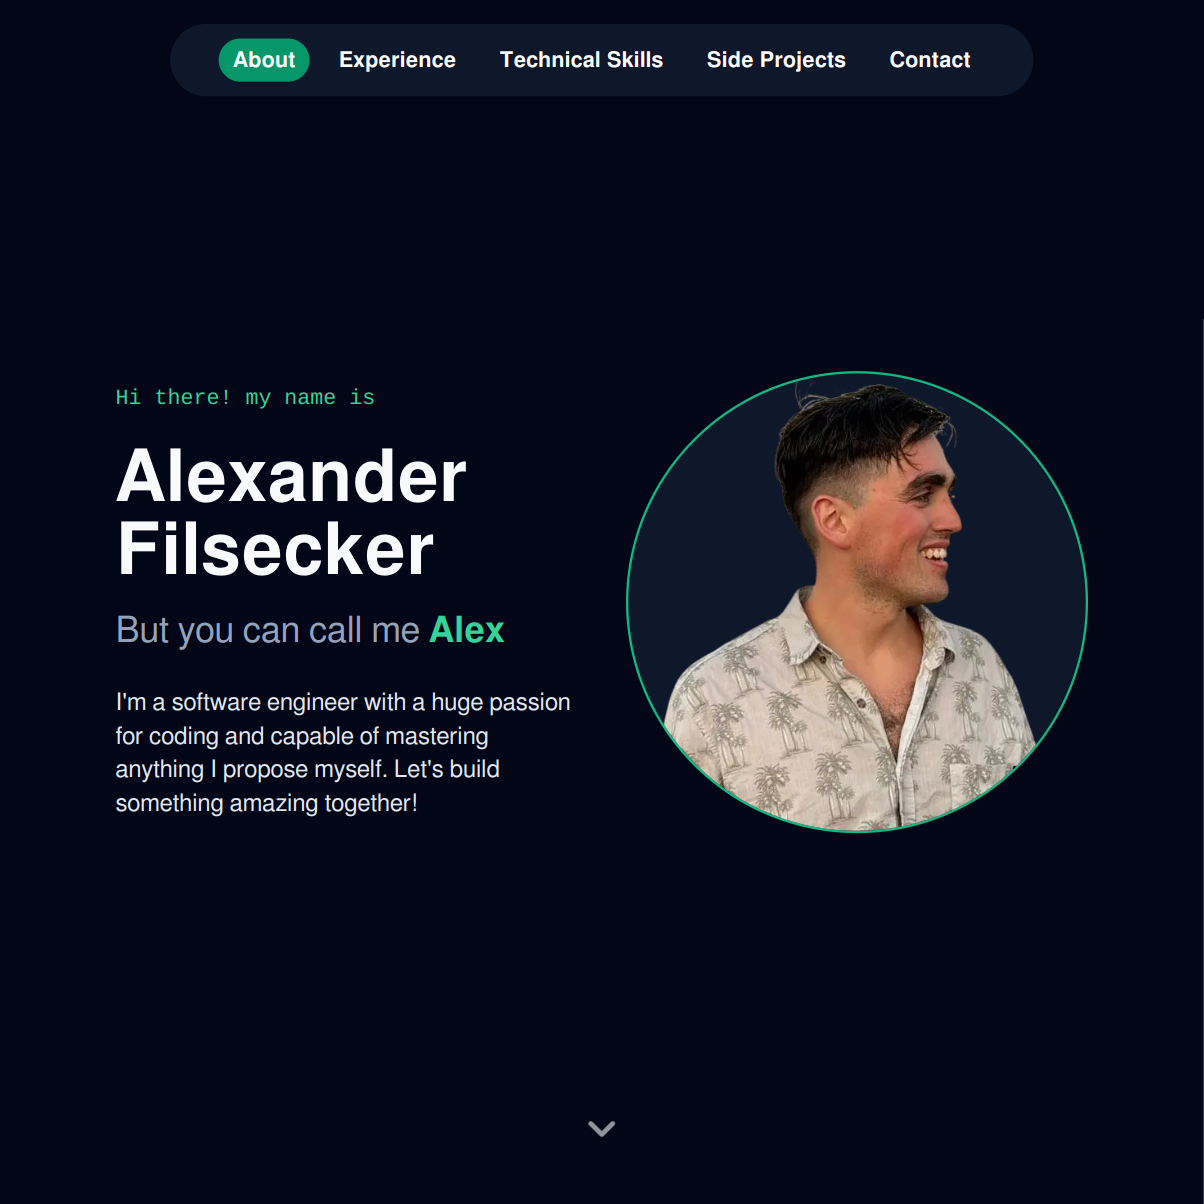 About Experience Technical Skills Side Projects Contact
Hi there! my name is
Alexander
Filsecker
But you can call me Alex
I'm a software engineer with a huge passion
for coding and capable of mastering
anything I propose myself. Let's build
something amazing together!